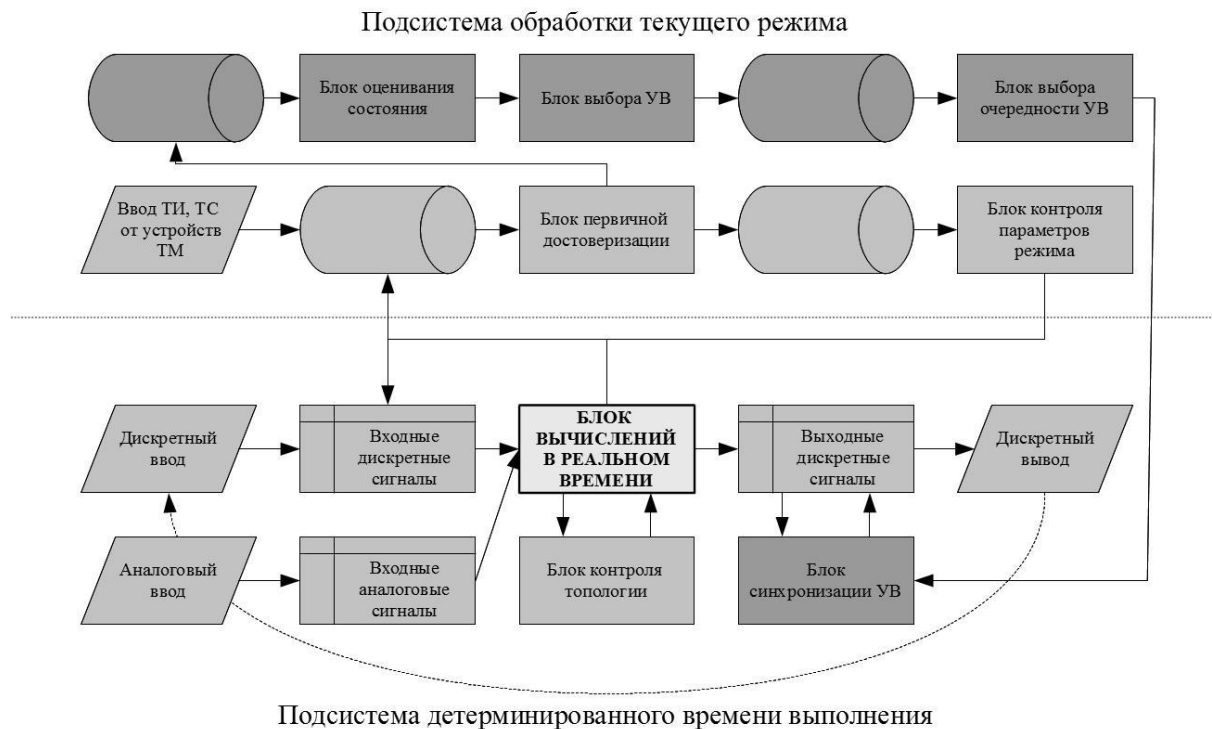 Подсистема обработки текущего режима
Блок оценивания
состояния
Блок выбора УВ
Блок выбора
очередности УВ
Ввод ТИ, ТС
от устройств
ТМ
Блок первичной
достоверизации
Блок контроля
параметров
режима
Дискретный
ввод
Входные
дискретные
сигналы
БЛОК
ВЫЧИСЛЕНИЙ
В РЕАЛЬНОМ
ВРЕМЕНИ
Выходные
дискретные
сигналы
Дискретный
вывод
Аналоговый
ввод
Входные
аналоговые
сигналы
Блок контроля
топологии
Блок
синхронизации УВ
Подсистема детерминированного времени выполнения